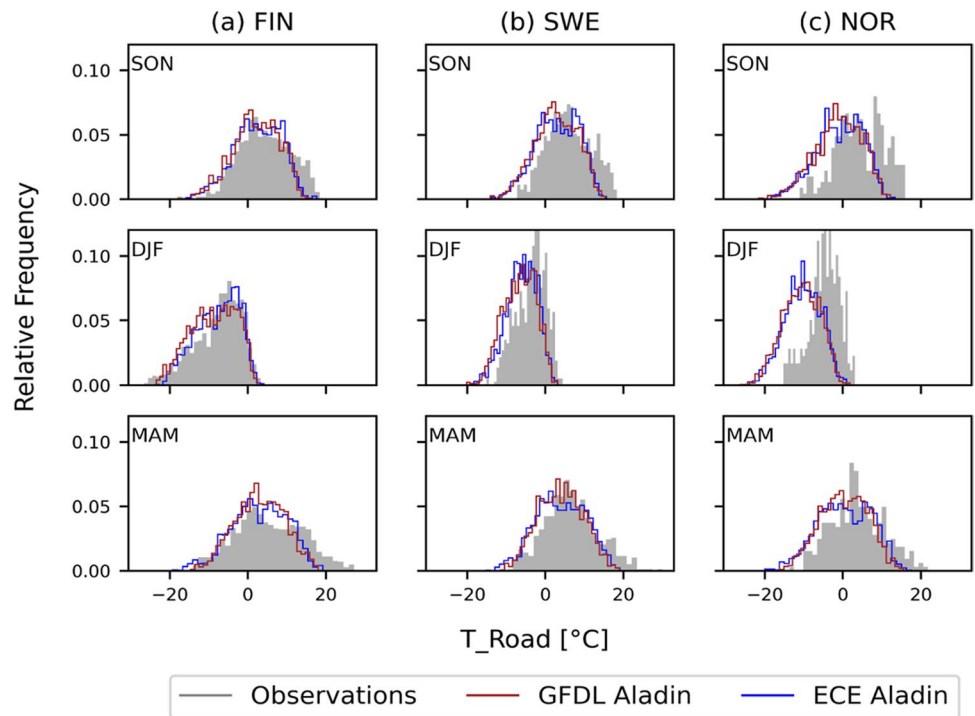 (a) FIN (b) SWE (c) NOR
SON SON SON
0.10
0.05
0.00
DJF DJF DJF
0.10
0.05
0.00
MAM MAM MAM
0.10
0.05
0.00
−20 0 20 −20 0 20 −20 0 20
Relative Frequency
T_Road [°C]
Observations GFDL Aladin ECE Aladin